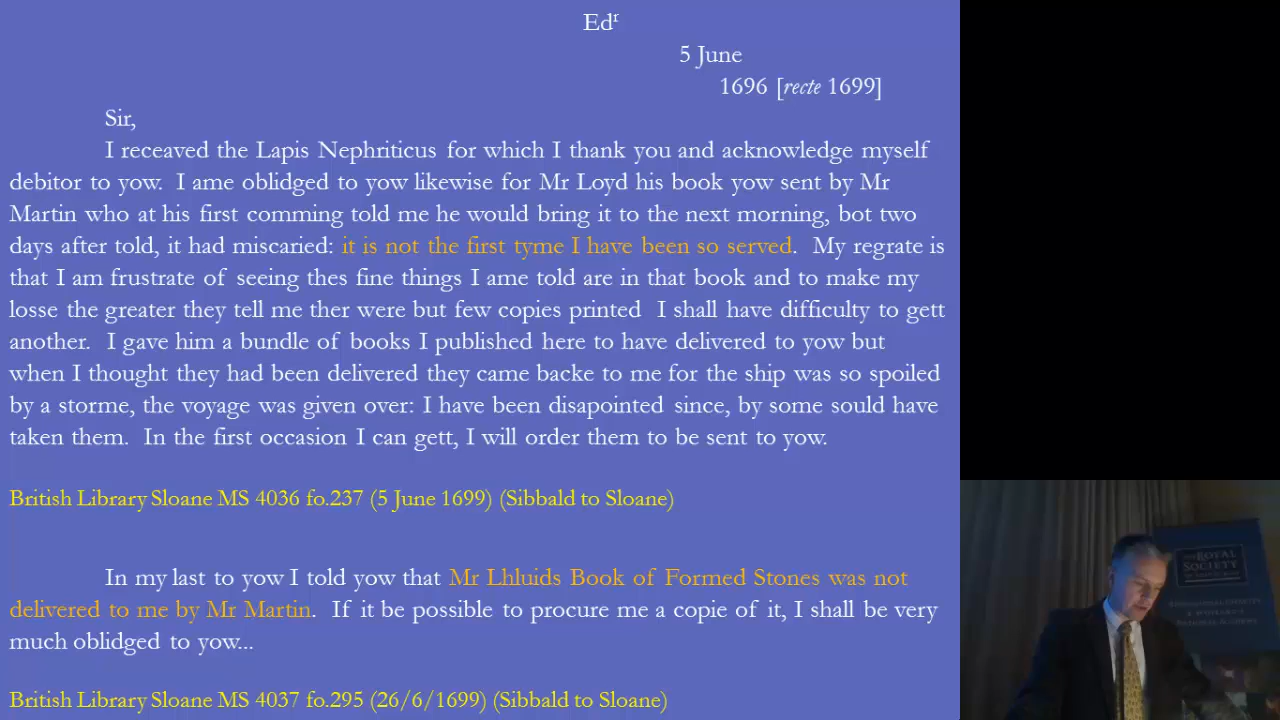 Edʳ
5 June
1696 [recte 1699]
Sir,
I receaved the Lapis Nephriticus for which I thank you and acknowledge myself
debitor to yow. I ame oblidged to yow likewise for Mr Loyd his book yow sent by Mr
Martin who at his first comming told me he would bring it to the next morning, bot two
days after told, it had miscaried: it is not the first tyme I have been so served. My regrate is
that I am frustrate of seeing thes fine things I ame told are in that book and to make my
losse the greater they tell me ther were but few copies printed I shall have difficulty to gett
another. I gave him a bundle of books I published here to have delivered to yow but
when I thought they had been delivered they came backe to me for the ship was so spoiled
by a storme, the voyage was given over: I have been disapointed since, by some sould have
taken them. In the first occasion I can gett, I will order them to be sent to yow.
British Library Sloane MS 4036 fo.237 (5 June 1699) (Sibbald to Sloane)
In my last to yow I told yow that Mr Lhluids Book of Formed Stones was not
delivered to me by Mr Martin. If it be possible to procure me a copie of it, I shall be very
much oblidged to yow...
British Library Sloane MS 4037 fo.295 (26/6/1699) (Sibbald to Sloane)
ROYAL
SOCIETY